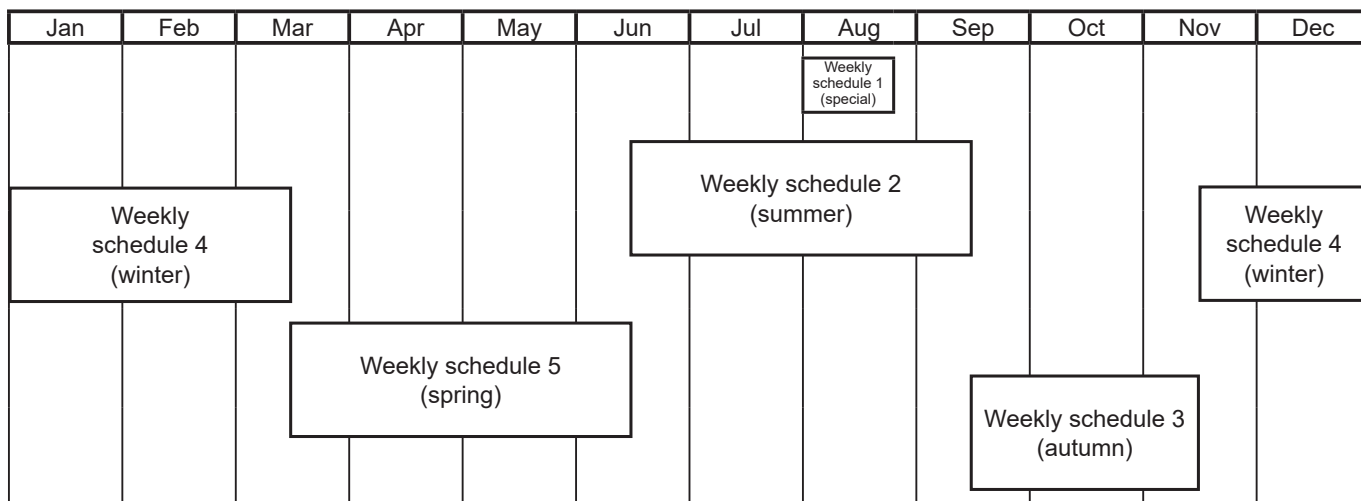 Jan Feb Mar Apr May Jun Jul Aug Sep Oct Nov Dec
Weekly
schedule 1
(special)
Weekly schedule 2
(summer)
Weekly
schedule 4
(winter)
Weekly
schedule 4
(winter)
Weekly schedule 5
(spring)
Weekly schedule 3
(autumn)